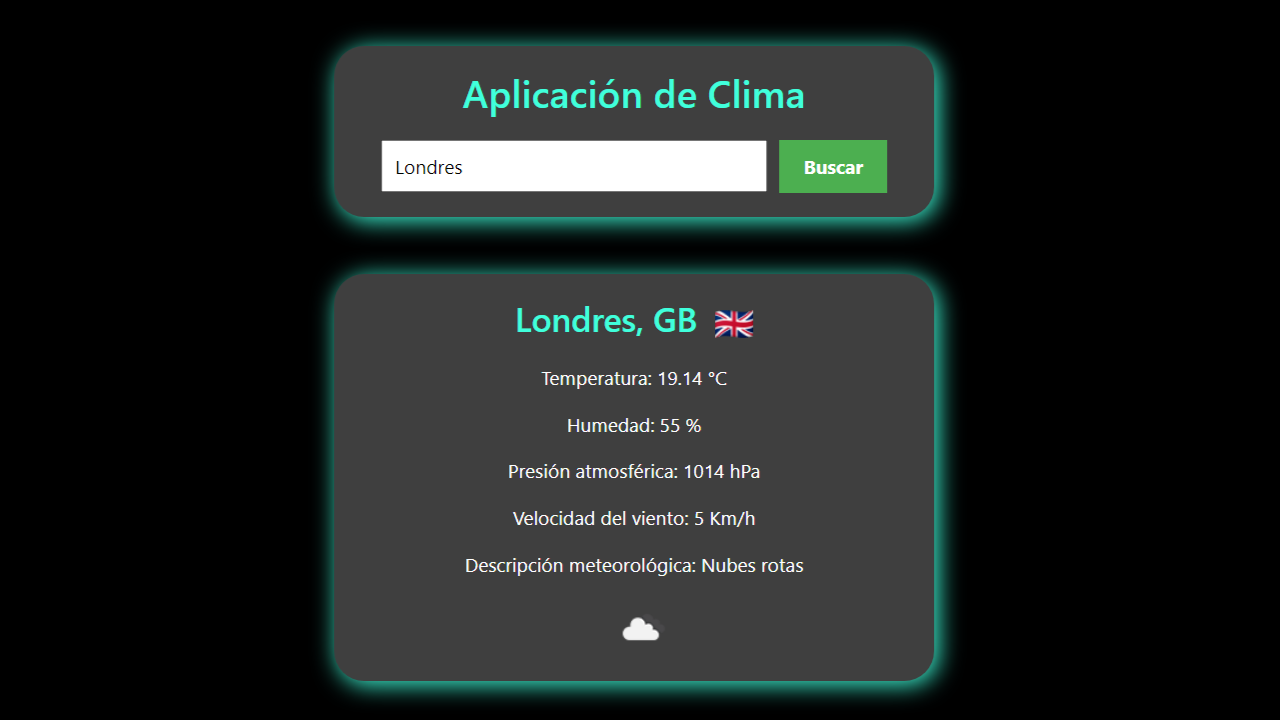 Aplicación de Clima
Londres
Buscar
Londres, GB
Temperatura: 19.14 °C
Humedad: 55 %
Presión atmosférica: 1014 hPa
Velocidad del viento: 5 Km/h
Descripción meteorológica: Nubes rotas